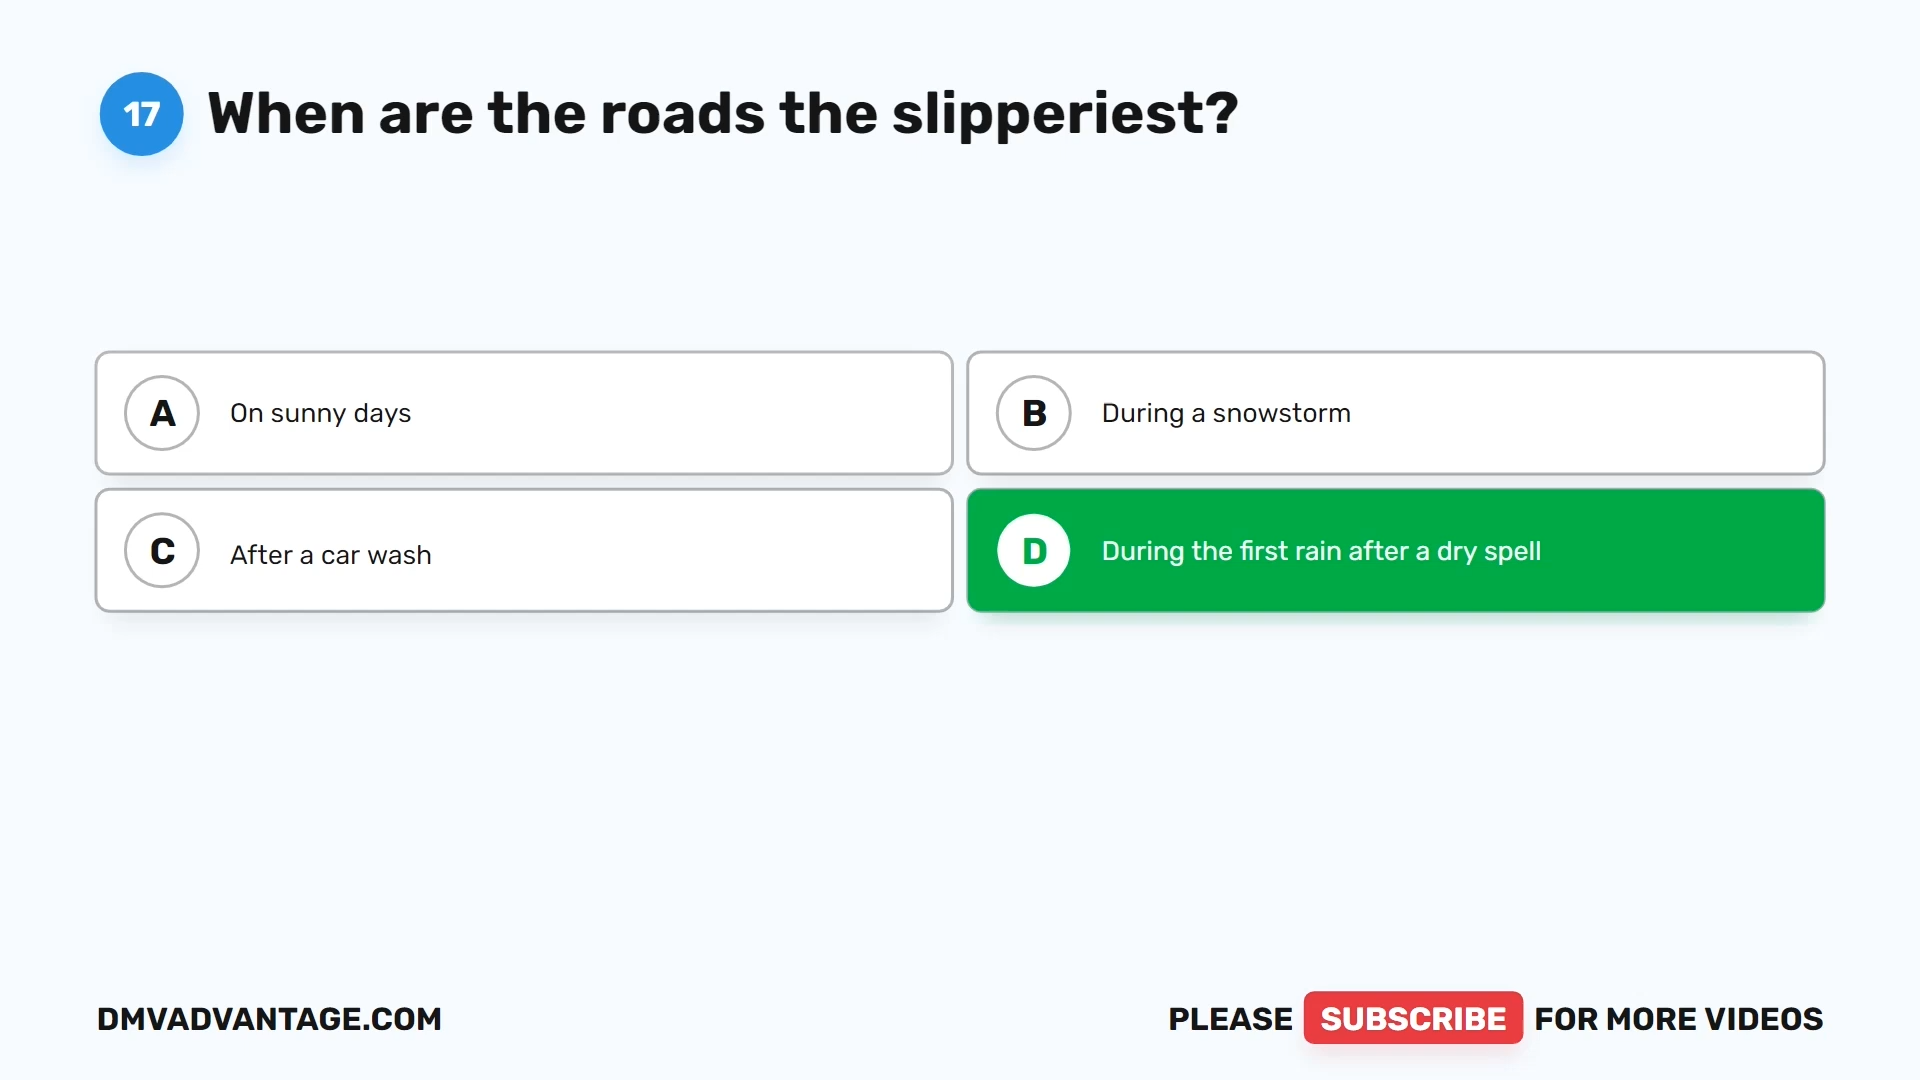 17 When are the roads the slipperiest?
A On sunny days
B During a snowstorm
C After a car wash
D During the first rain after a dry spell
DMVADVANTAGE.COM
PLEASE SUBSCRIBE FOR MORE VIDEOS